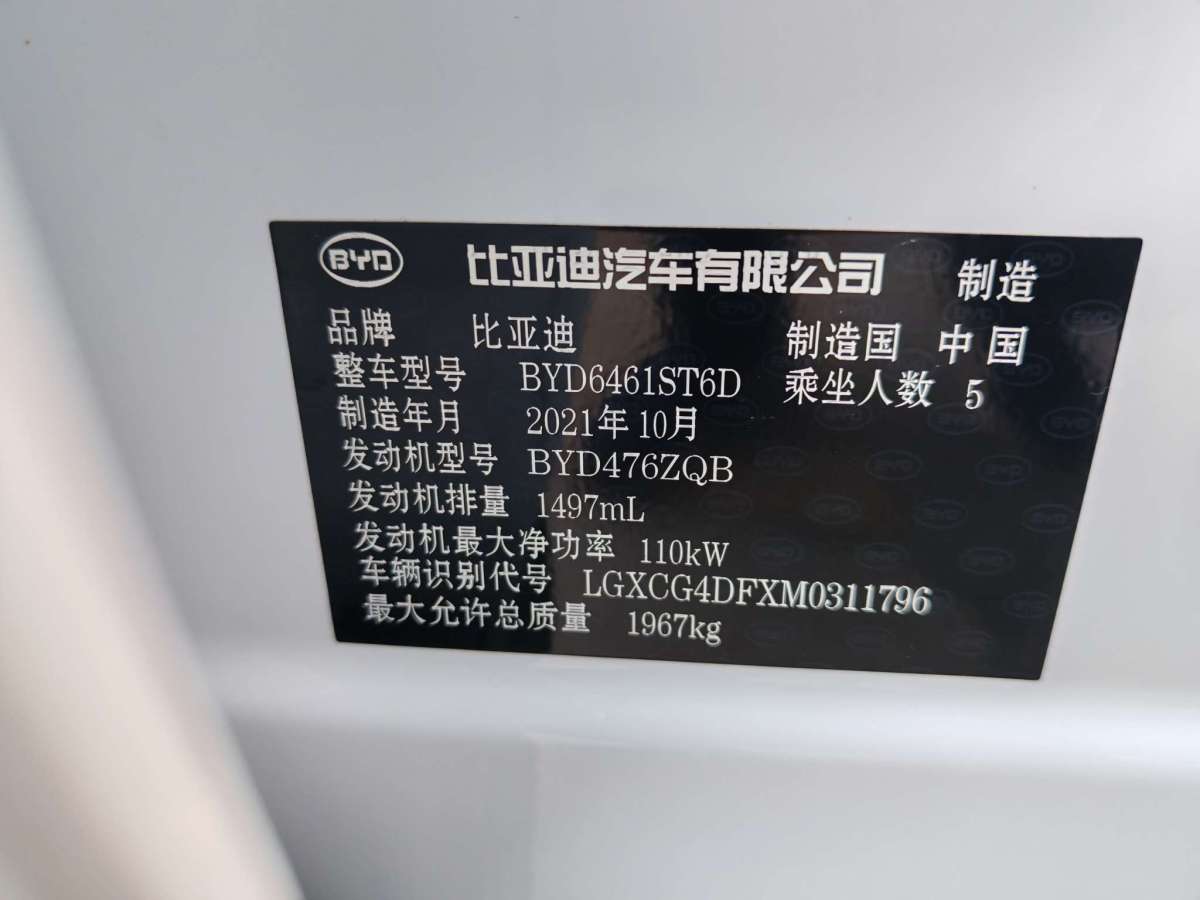 BYD 比亚迪汽车有限公司 制造
品牌 比亚迪 制造国 中国
整车型号 BYD6461ST6D 乘坐人数 5
制造年月 2021年10月
发动机型号 BYD476ZQB
发动机排量 1497mL
发动机最大净功率 110kW
车辆识别代号 LGXCG4DFXM0311796
最大允许总质量 1967kg